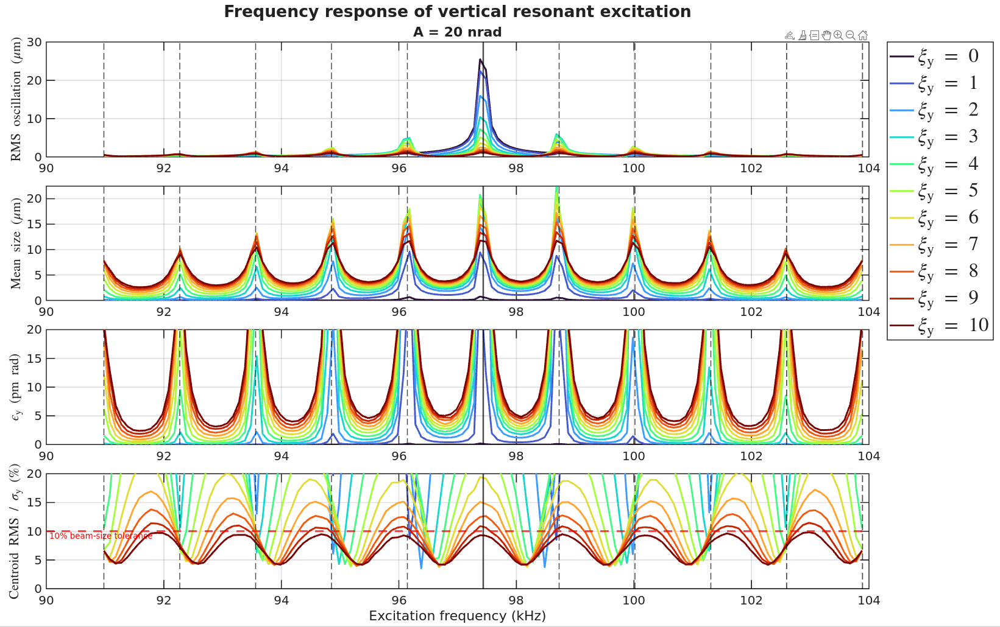 Frequency response of vertical resonant excitation
A = 20 nrad
RMS oscillation (μm)
30
20
10
0
90 92 94 96 98 100 102 104
Mean size (μm)
20
15
10
5
0
90 92 94 96 98 100 102 104
ϵy (pm rad)
20
15
10
5
0
90 92 94 96 98 100 102 104
Centroid RMS / σy (%)
20
15
10
5
0
10% beam-size tolerance
90 92 94 96 98 100 102 104
Excitation frequency (kHz)
ξy = 0
ξy = 1
ξy = 2
ξy = 3
ξy = 4
ξy = 5
ξy = 6
ξy = 7
ξy = 8
ξy = 9
ξy = 10